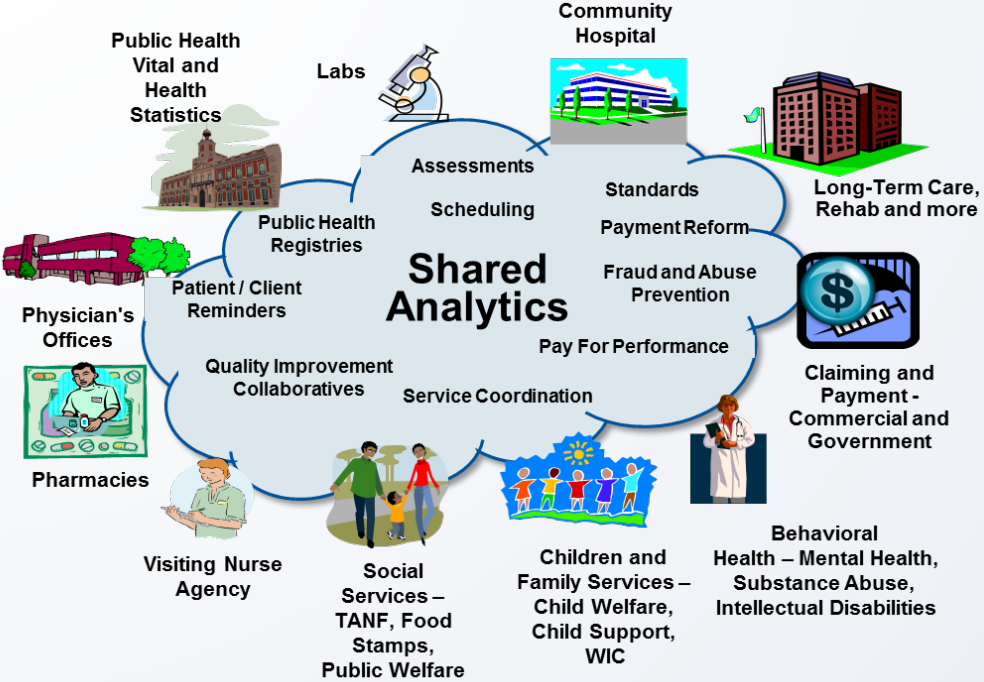 Community
Hospital
Public Health
Vital and
Health
Statistics
Labs
Long-Term Care,
Rehab and more
Assessments
Standards
Scheduling
Public Health
Registries
Payment Reform
Shared
Analytics
Fraud and Abuse
Prevention
Patient / Client
Reminders
$
Physician's
Offices
Pay For Performance
Quality Improvement
Collaboratives
Service Coordination
Claiming and
Payment -
Commercial and
Government
Pharmacies
Visiting Nurse
Agency
Social
Services –
TANF, Food
Stamps,
Public Welfare
Children and
Family Services –
Child Welfare,
Child Support,
WIC
Behavioral
Health – Mental Health,
Substance Abuse,
Intellectual Disabilities